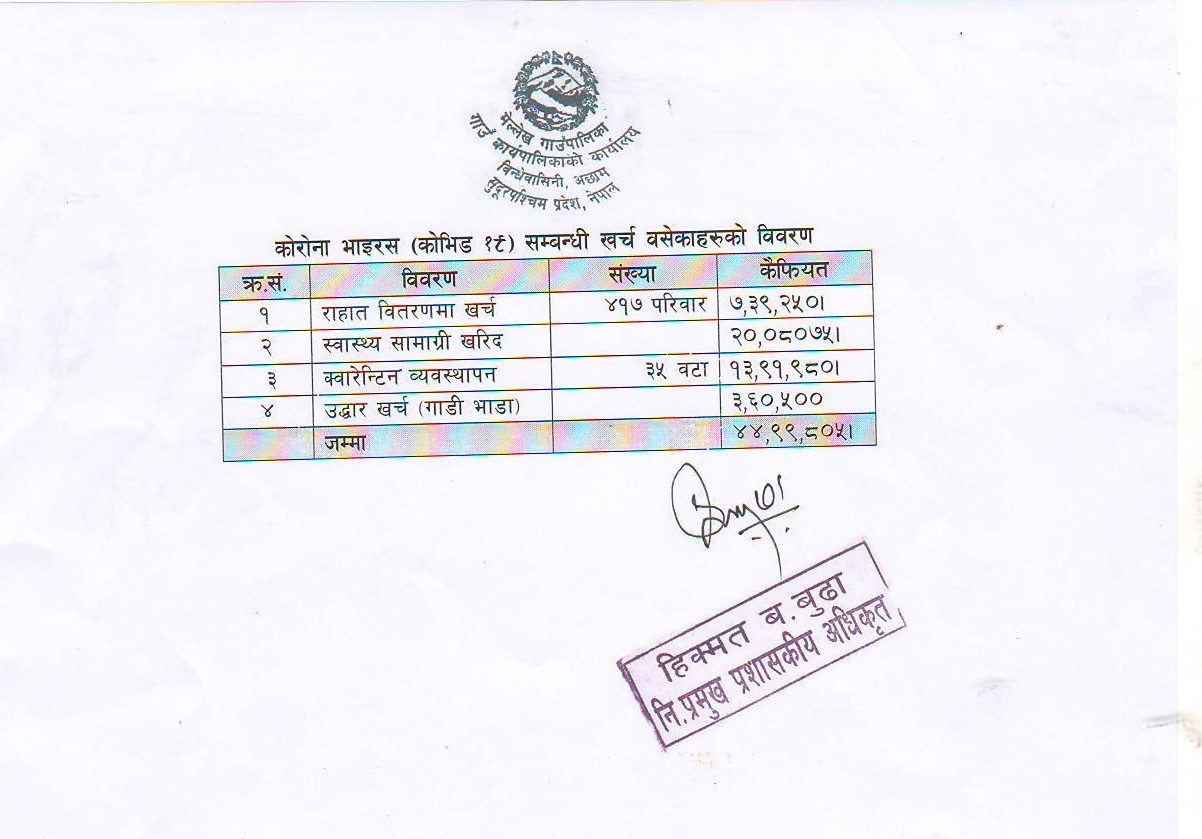 मेल्लेख गाउँपालिका
गाउँ कार्यपालिकाको कार्यालय
विन्धेवासिनी, अछाम
सुदूरपश्चिम प्रदेश, नेपाल
कोरोना भाइरस (कोभिड १९) सम्बन्धी खर्च वसेकाहरुको विवरण
क्र.सं. विवरण संख्या कैफियत
१ राहात वितरणमा खर्च ४१७ परिवार ७,३९,२५०।
२ स्वास्थ्य सामाग्री खरिद २०,०८०७५।
३ क्वारेन्टिन व्यवस्थापन ३५ वटा १३,९१,९८०।
४ उद्धार खर्च (गाडी भाडा) ३,६०,५००
जम्मा ४४,९९,८०५।
हिक्मत ब. बुढा
नि.प्रमुख प्रशासकीय अधिकृत